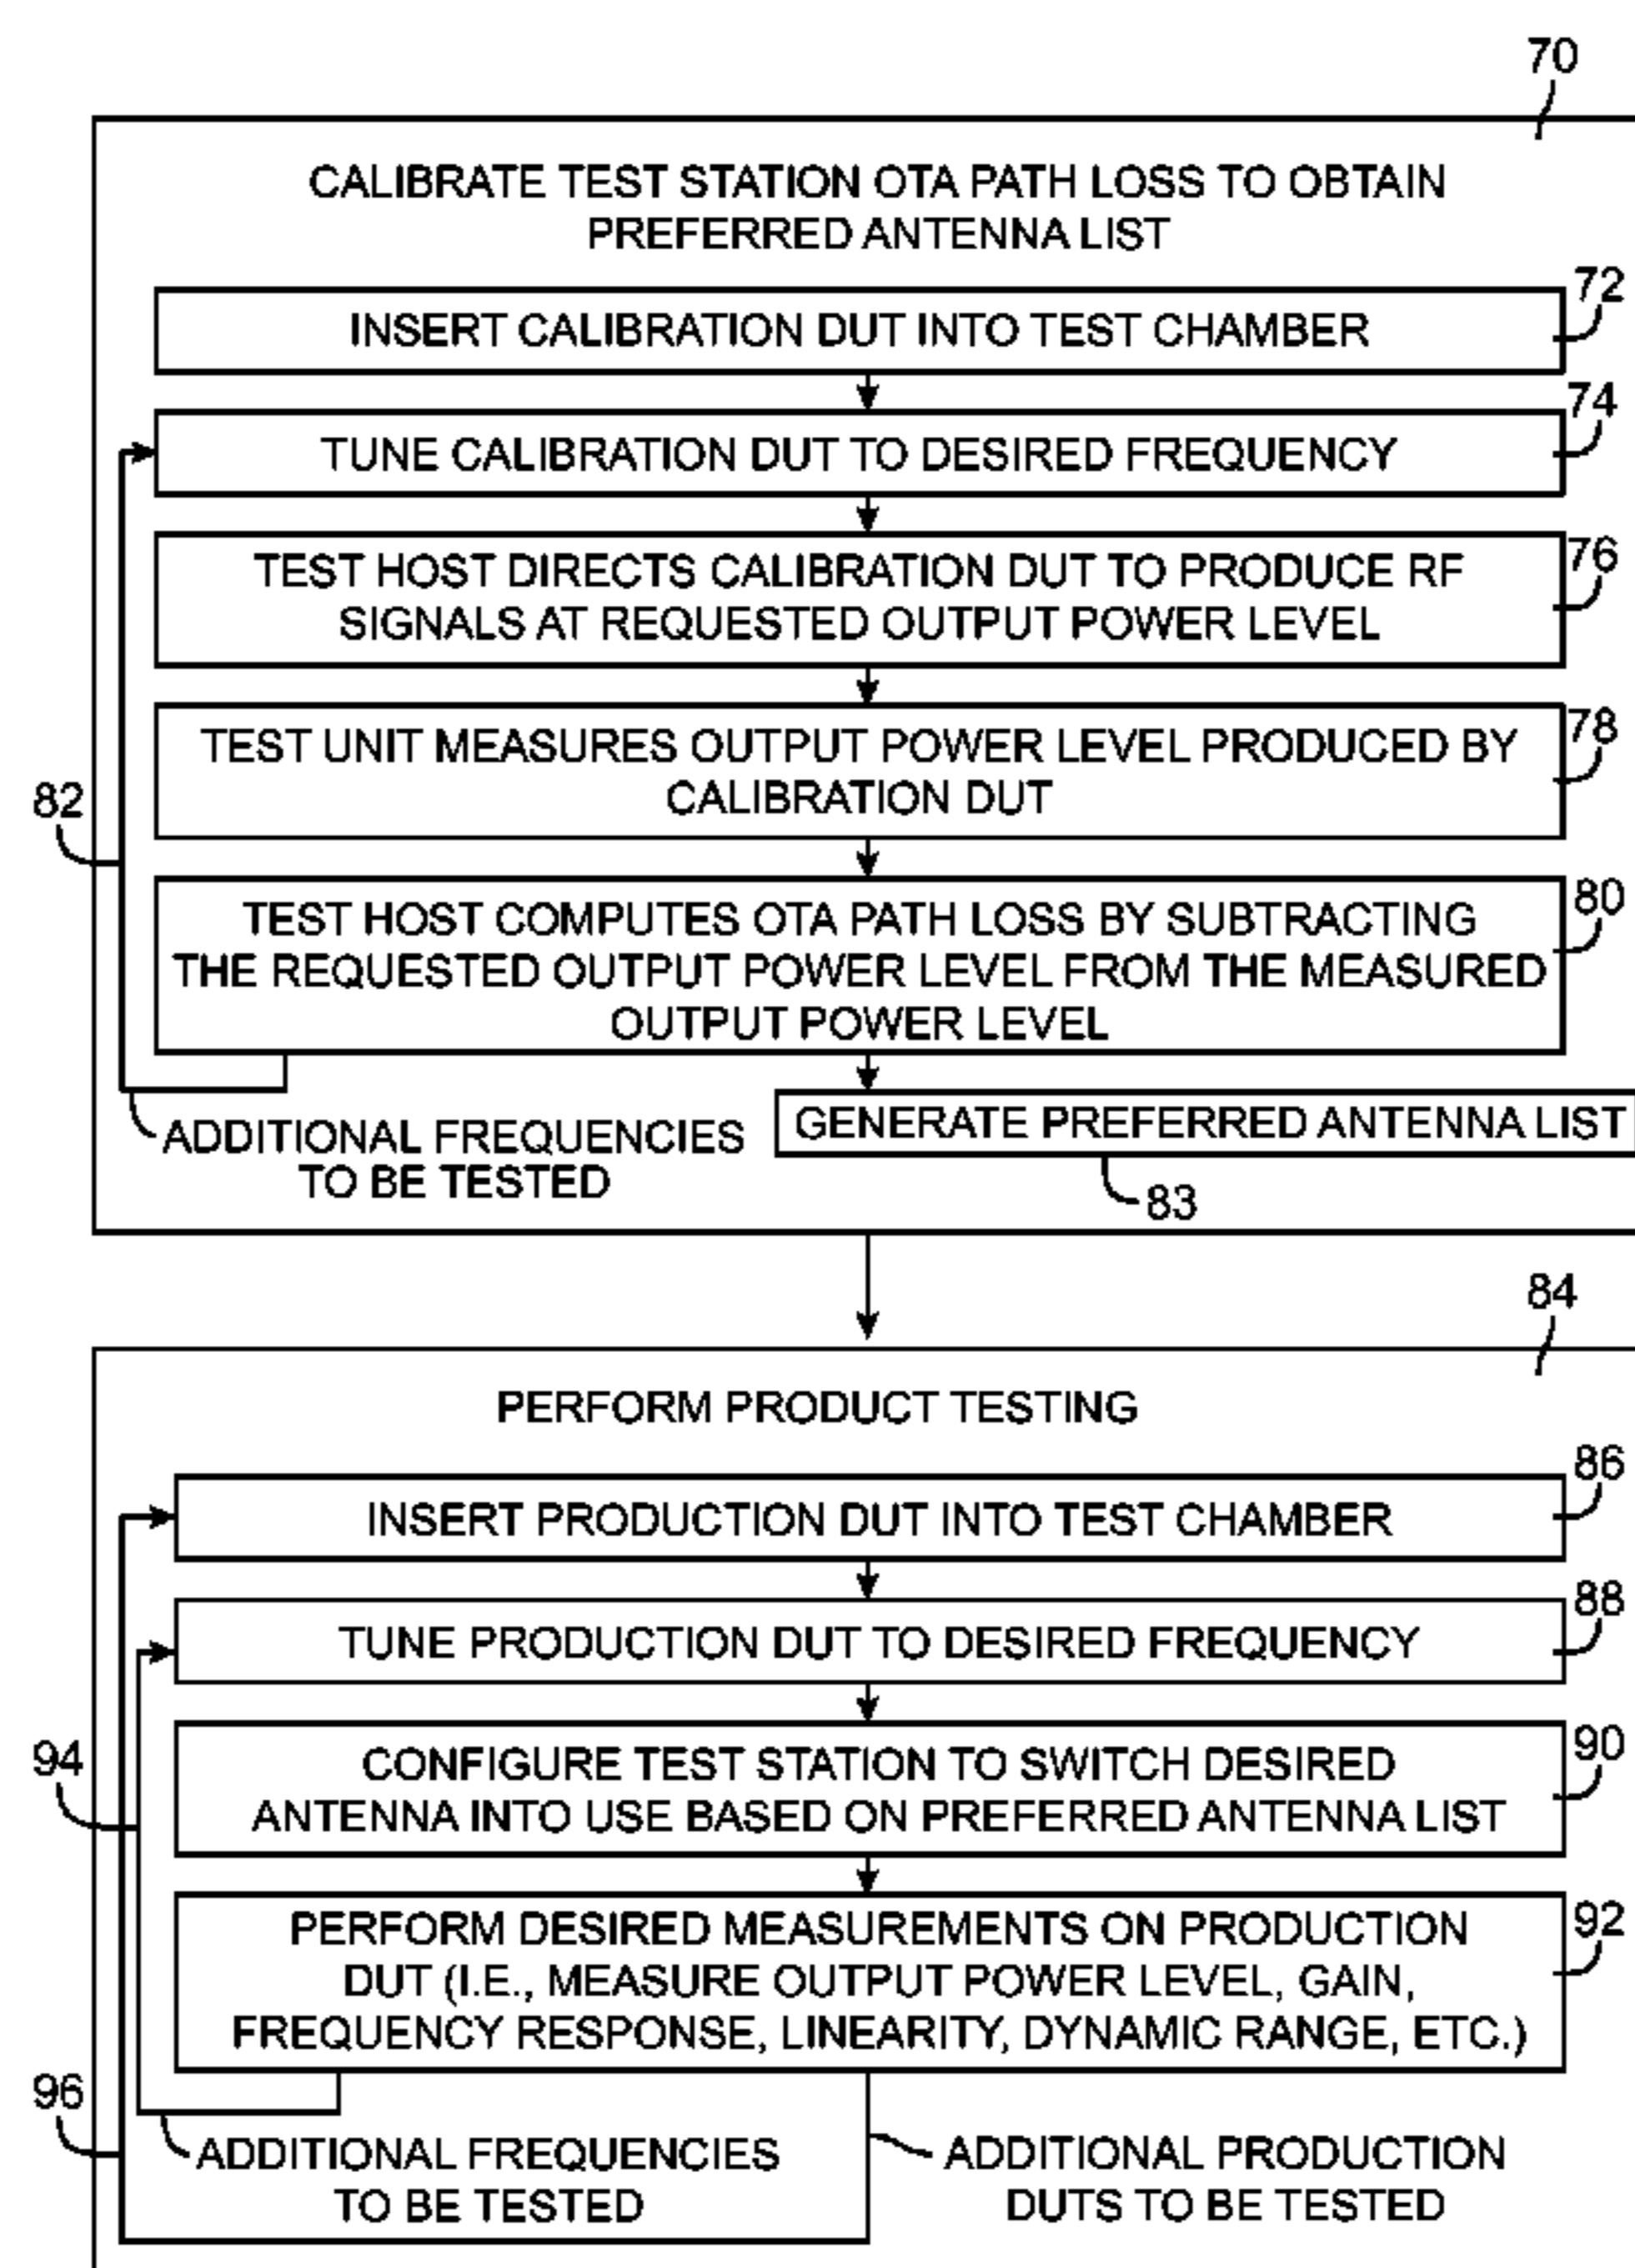 70
CALIBRATE TEST STATION OTA PATH LOSS TO OBTAIN
PREFERRED ANTENNA LIST
72
INSERT CALIBRATION DUT INTO TEST CHAMBER
74
TUNE CALIBRATION DUT TO DESIRED FREQUENCY
76
TEST HOST DIRECTS CALIBRATION DUT TO PRODUCE RF
SIGNALS AT REQUESTED OUTPUT POWER LEVEL
78
TEST UNIT MEASURES OUTPUT POWER LEVEL PRODUCED BY
CALIBRATION DUT
82
80
TEST HOST COMPUTES OTA PATH LOSS BY SUBTRACTING
THE REQUESTED OUTPUT POWER LEVEL FROM THE MEASURED
OUTPUT POWER LEVEL
GENERATE PREFERRED ANTENNA LIST
ADDITIONAL FREQUENCIES
TO BE TESTED
83
84
PERFORM PRODUCT TESTING
86
INSERT PRODUCTION DUT INTO TEST CHAMBER
88
TUNE PRODUCTION DUT TO DESIRED FREQUENCY
94
90
CONFIGURE TEST STATION TO SWITCH DESIRED
ANTENNA INTO USE BASED ON PREFERRED ANTENNA LIST
92
PERFORM DESIRED MEASUREMENTS ON PRODUCTION
DUT (I.E., MEASURE OUTPUT POWER LEVEL, GAIN,
FREQUENCY RESPONSE, LINEARITY, DYNAMIC RANGE, ETC.)
96
ADDITIONAL FREQUENCIES
TO BE TESTED
ADDITIONAL PRODUCTION
DUTS TO BE TESTED